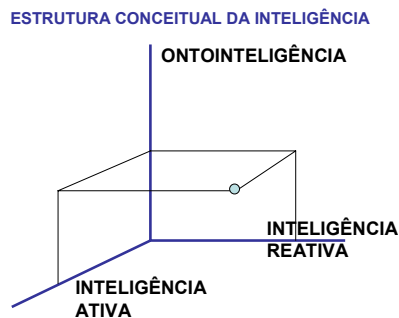 ESTRUTURA CONCEITUAL DA INTELIGÊNCIA
ONTOINTELIGÊNCIA
INTELIGÊNCIA
REATIVA
INTELIGÊNCIA
ATIVA